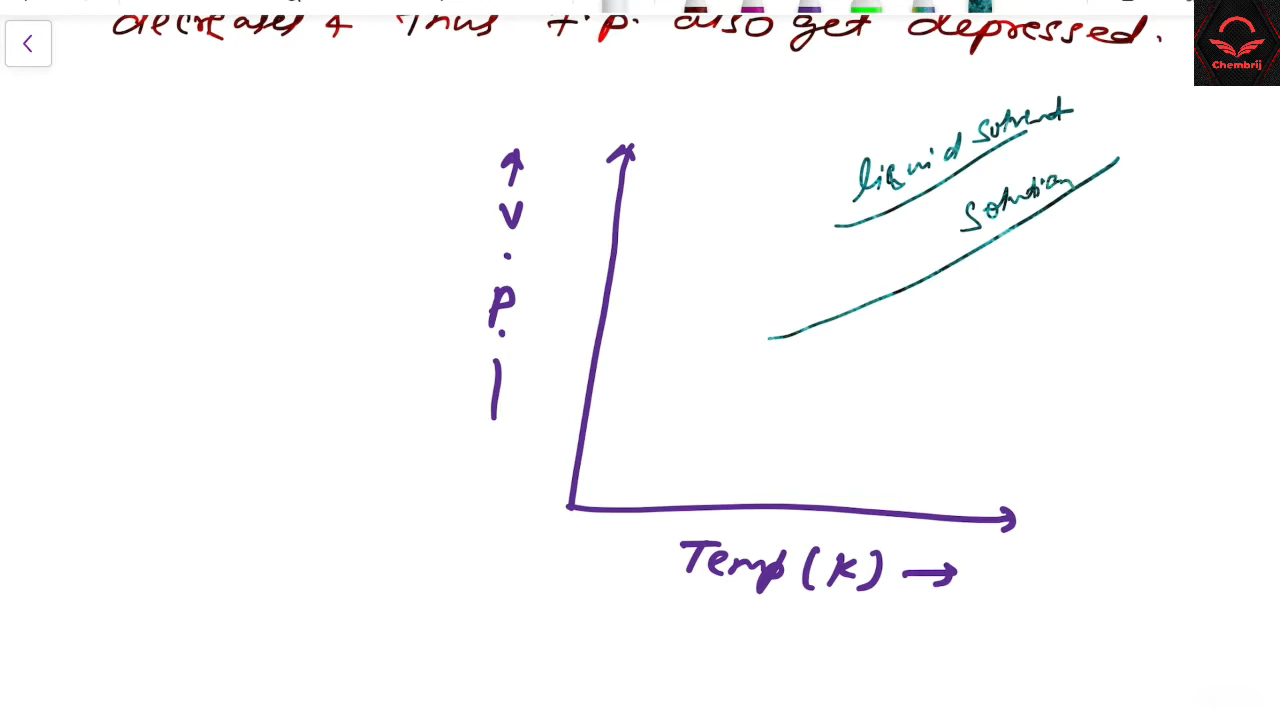 decreases & Thus f.p. also get depressed.
Chembrij
liquid solvent
solution
V.P.
Temp (K) →